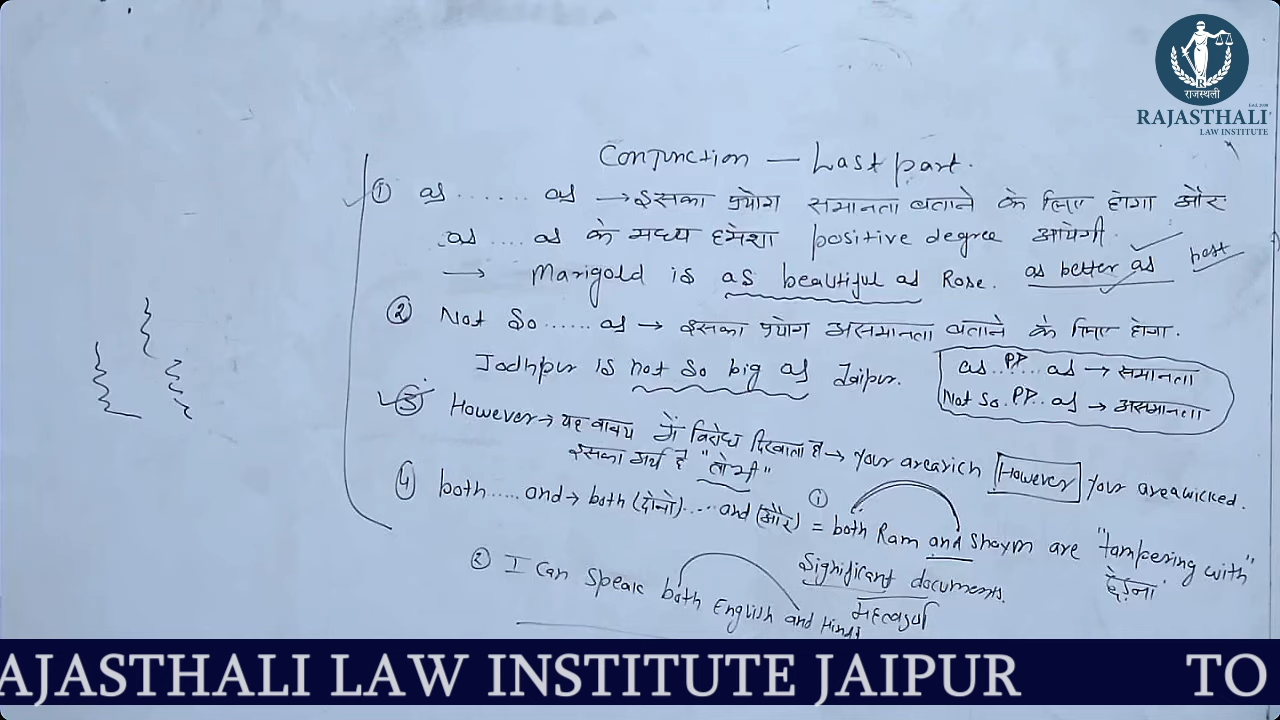 राजस्थली
RAJASTHALI
LAW INSTITUTE
Conjunction — Last part.
① as ....... as → इसका प्रयोग समानता बताने के लिए होगा और
as .... as के मध्य हमेशा positive degree आयेगी.
→ Marigold is as beautiful as Rose. as better as best
② Not so ...... as → इसका प्रयोग असमानता बताने के लिए होगा.
Jodhpur is not so big as Jaipur.
as .P.D.. as → समानता
Not so. P.D.. as → असमानता
③ However → यह वाक्य में विरोध दिखाता है → Your are a rich However Your are a wicked.
इसका अर्थ है "तो भी"
④ both ..... and → both (दोनो) .... and (और) = ① both Ram and Shaym are "tampering with"
significant documents. छेड़ना
महत्वपूर्ण
② I can speak both English and Hindi
AJASTHALI LAW INSTITUTE JAIPUR TO